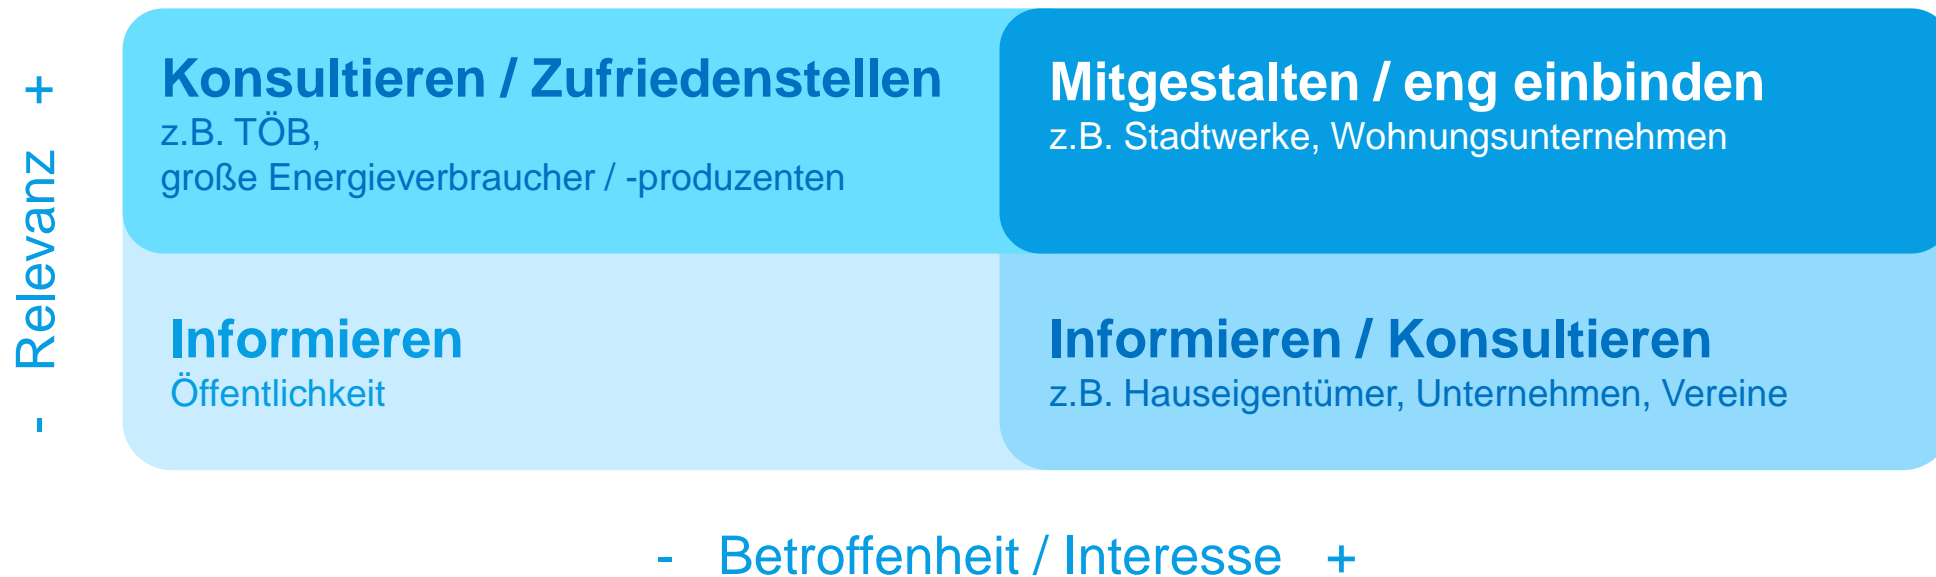 Konsultieren / Zufriedenstellen
z.B. TÖB,
große Energieverbraucher / -produzenten
Mitgestalten / eng einbinden
z.B. Stadtwerke, Wohnungsunternehmen
Informieren
Öffentlichkeit
Informieren / Konsultieren
z.B. Hauseigentümer, Unternehmen, Vereine
- Relevanz +
- Betroffenheit / Interesse +